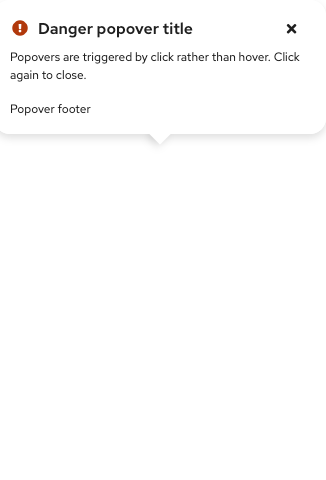 Danger popover title
Popovers are triggered by click rather than hover. Click
again to close.
Popover footer